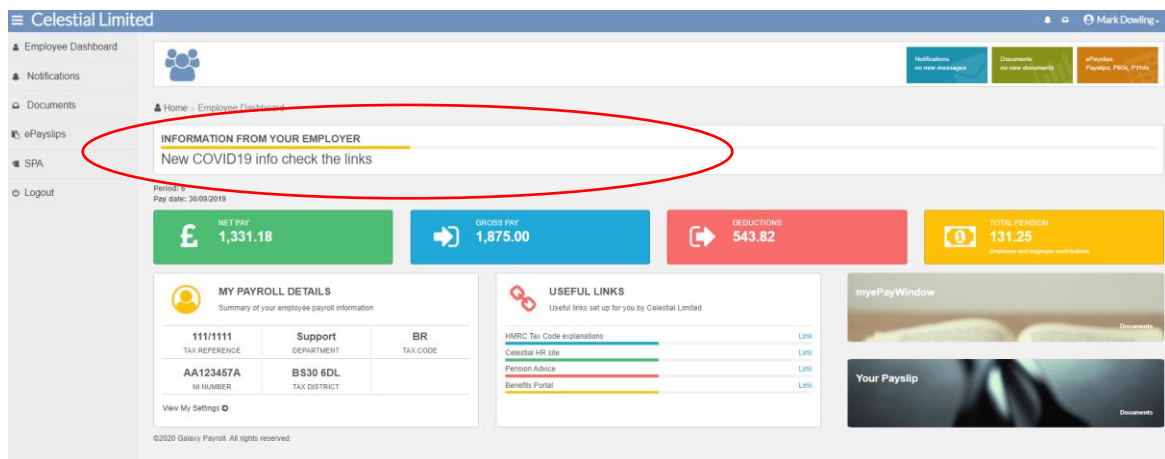 Celestial Limited
Mark Dowling
Employee Dashboard
Notifications
Documents
ePayslips
SPA
Logout
Notifications
no new messages
Documents
no new documents
ePayslips
Payslips, P60s, P11ds
Home › Employee Dashboard
INFORMATION FROM YOUR EMPLOYER
New COVID19 info check the links
Period: 6
Pay date: 30/09/2019
NET PAY
£ 1,331.18
GROSS PAY
1,875.00
DEDUCTIONS
543.82
TOTAL PENSION
131.25
Employee and employer contributions
MY PAYROLL DETAILS
Summary of your employee payroll information
111/1111 Support BR
TAX REFERENCE DEPARTMENT TAX CODE
AA123457A BS30 6DL
NI NUMBER TAX DISTRICT
View My Settings
USEFUL LINKS
Useful links set up for you by Celestial Limited
HMRC Tax Code explanations Link
Celestial HR site Link
Pension Advice Link
Benefits Portal Link
myePayWindow
Documents
Your Payslip
Documents
©2020 Galaxy Payroll. All rights reserved.